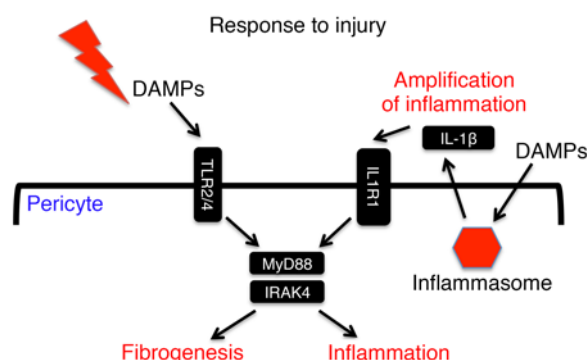 Response to injury
DAMPs
Amplification
of inflammation
IL-1β
DAMPs
TLR2/4
IL1R1
Pericyte
MyD88
IRAK4
Inflammasome
Fibrogenesis
Inflammation